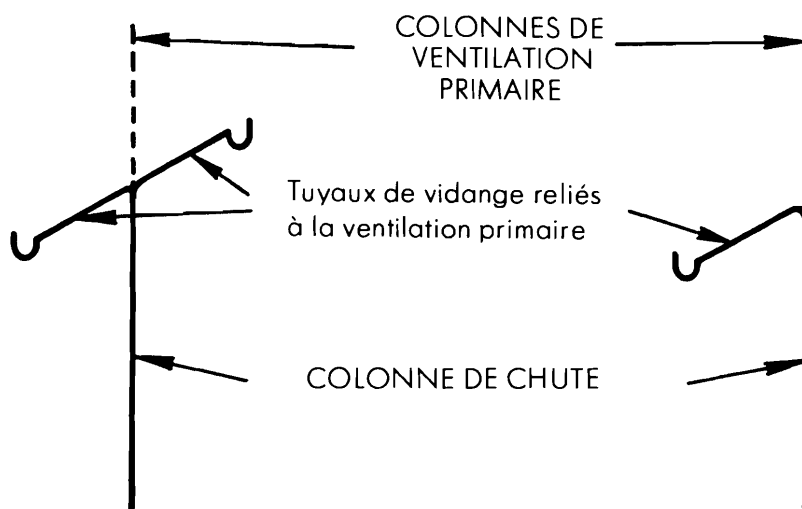 COLONNES DE
VENTILATION
PRIMAIRE
Tuyaux de vidange reliés
à la ventilation primaire
COLONNE DE CHUTE